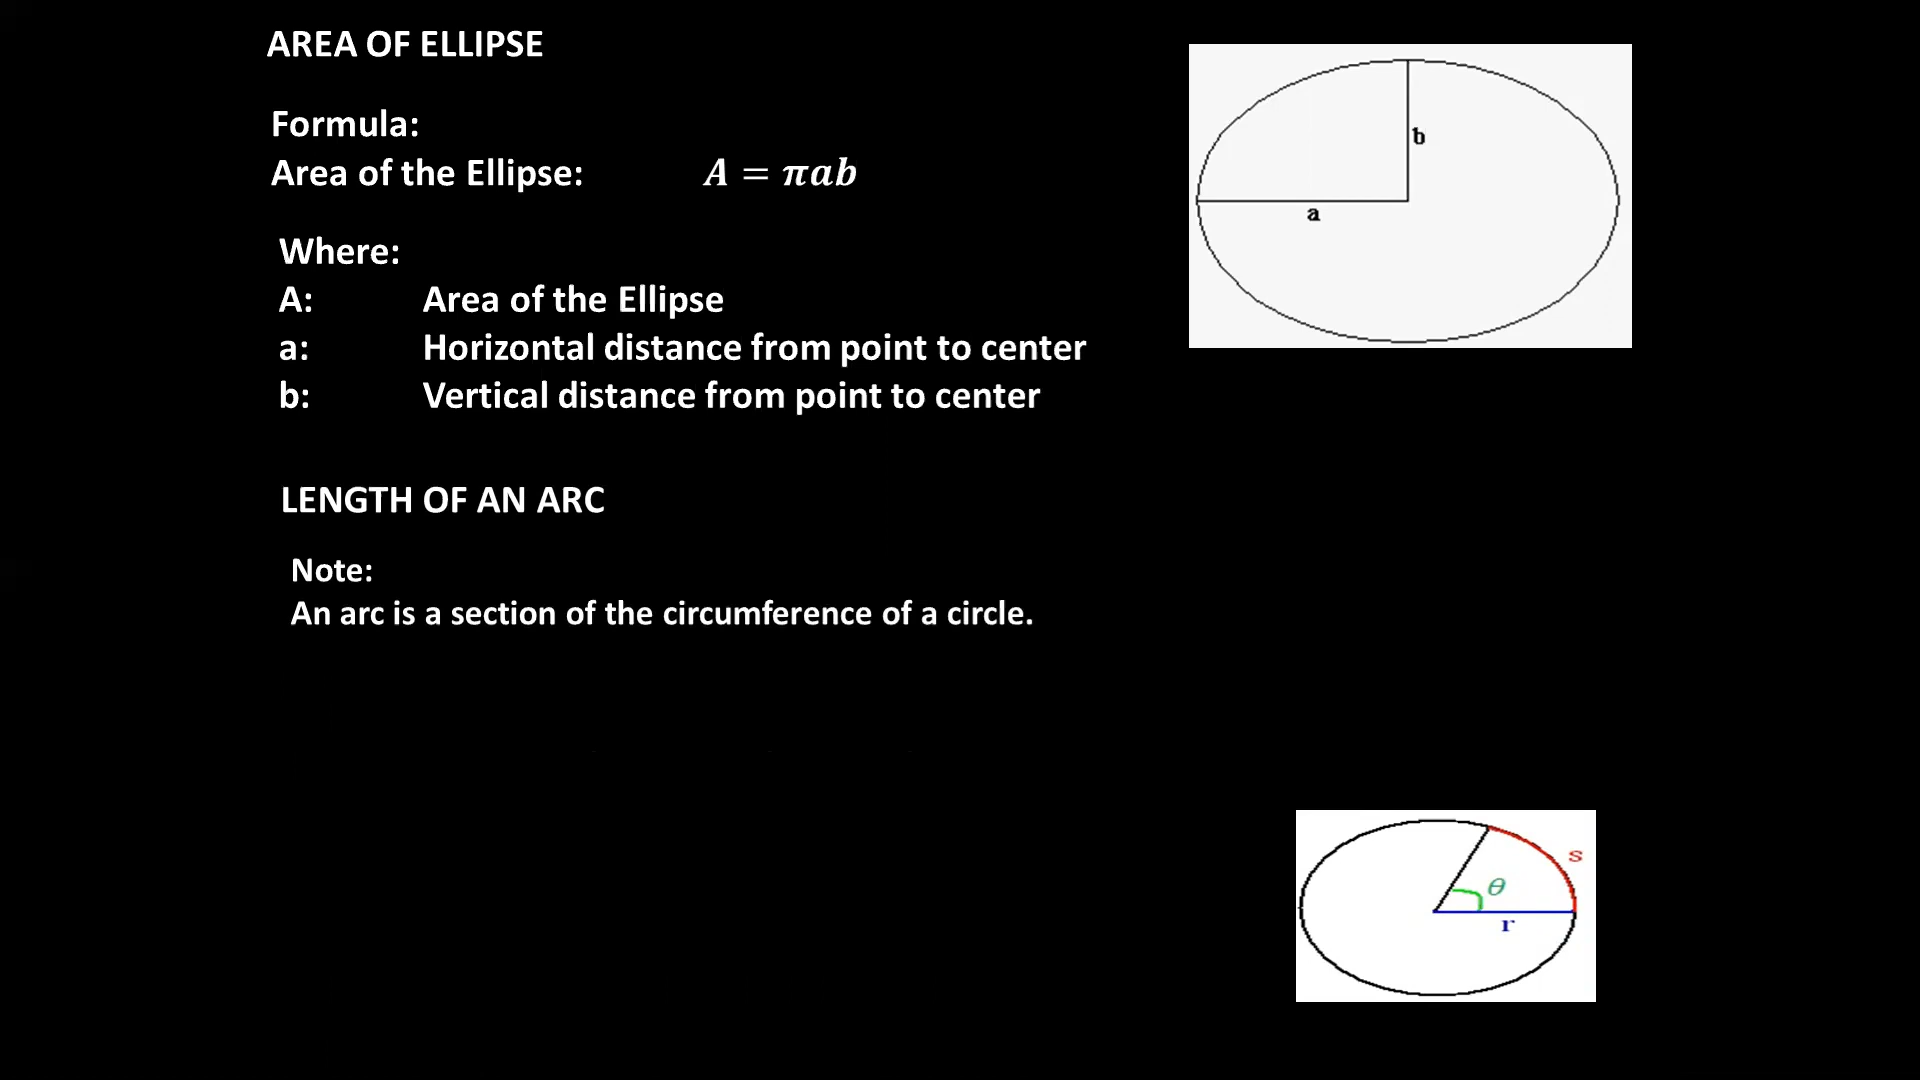 AREA OF ELLIPSE
Formula:
Area of the Ellipse: A = πab
Where:
A: Area of the Ellipse
a: Horizontal distance from point to center
b: Vertical distance from point to center
b
a
LENGTH OF AN ARC
Note:
An arc is a section of the circumference of a circle.
s
θ
r